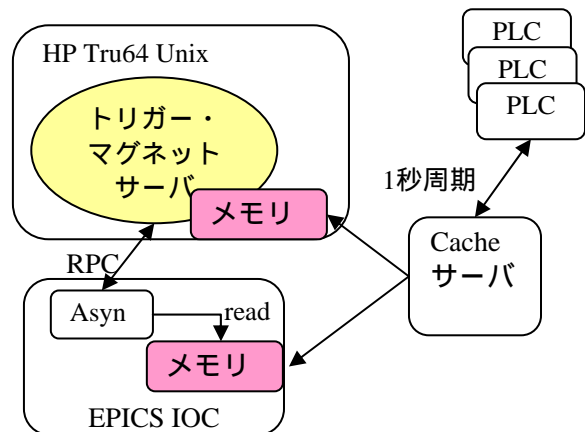 HP Tru64 Unix
トリガー・
マグネット
サーバ
メモリ
PLC
PLC
PLC
1秒周期
Cache
サーバ
RPC
Asyn
read
メモリ
EPICS IOC